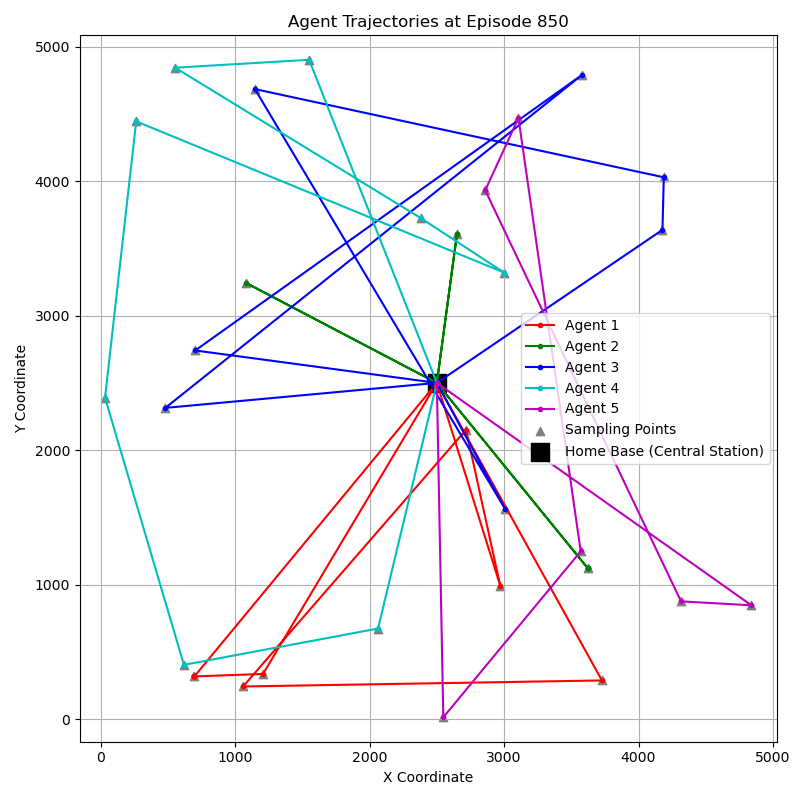 Agent Trajectories at Episode 850
Y Coordinate
5000
4000
3000
2000
1000
0
Agent 1
Agent 2
Agent 3
Agent 4
Agent 5
Sampling Points
Home Base (Central Station)
0 1000 2000 3000 4000 5000
X Coordinate